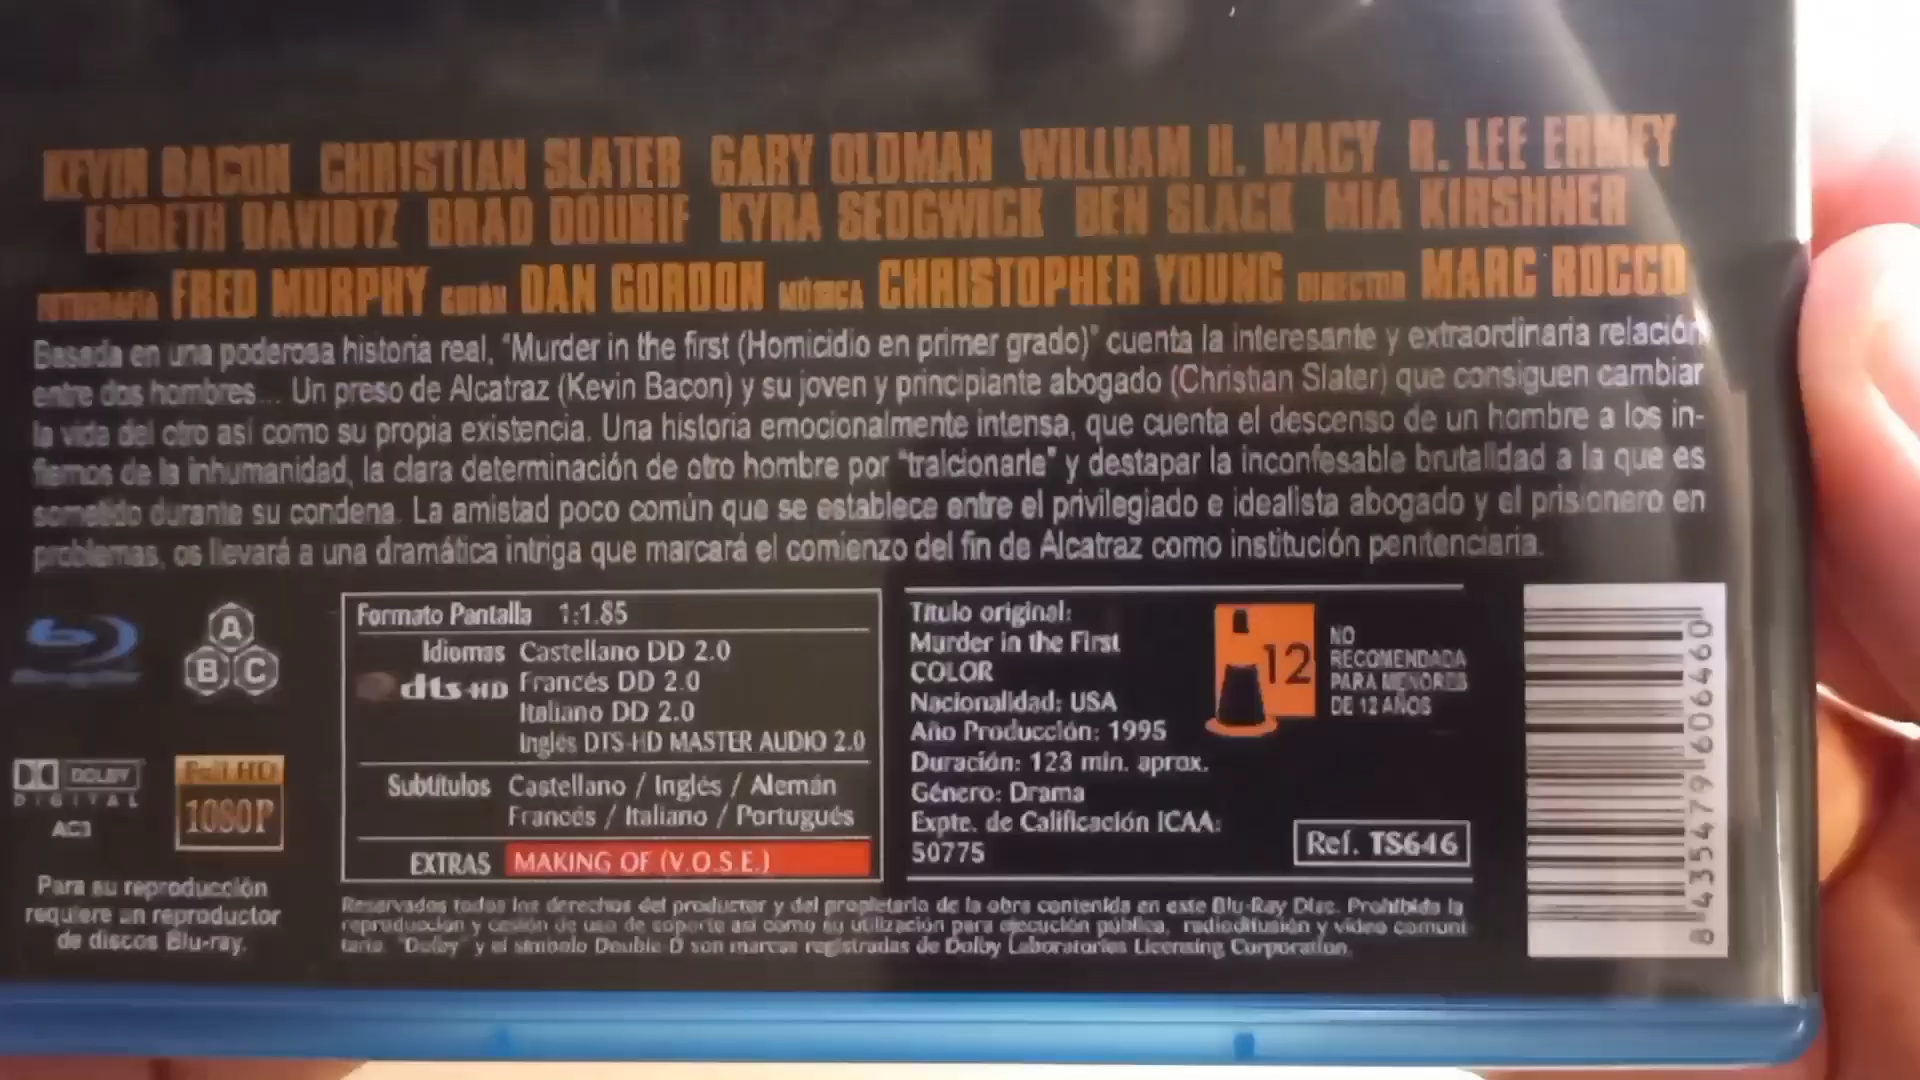 KEVIN BACON CHRISTIAN SLATER GARY OLDMAN WILLIAM H. MACY R. LEE ERMEY
EMBETH DAVIDTZ BRAD DOURIF KYRA SEDGWICK BEN SLACK MIA KIRSHNER
FOTOGRAFÍA FRED MURPHY GUION DAN GORDON MÚSICA CHRISTOPHER YOUNG DIRECTOR MARC ROCCO
Basada en una poderosa historia real, "Murder in the first (Homicidio en primer grado)" cuenta la interesante y extraordinaria relación
entre dos hombres... Un preso de Alcatraz (Kevin Bacon) y su joven y principiante abogado (Christian Slater) que consiguen cambiar
la vida del otro así como su propia existencia. Una historia emocionalmente intensa, que cuenta el descenso de un hombre a los in-
fiernos de la inhumanidad, la clara determinación de otro hombre por "traicionarle" y destapar la inconfesable brutalidad a la que es
sometido durante su condena. La amistad poco común que se establece entre el privilegiado e idealista abogado y el prisionero en
problemas, os llevará a una dramática intriga que marcará el comienzo del fin de Alcatraz como institución penitenciaria.
A
B C
DOLBY
DIGITAL
AC3
Full HD
1080P
Para su reproducción
requiere un reproductor
de discos Blu-ray.
Formato Pantalla 1:1.85
Idiomas Castellano DD 2.0
dts-HD Francés DD 2.0
Italiano DD 2.0
Inglés DTS-HD MASTER AUDIO 2.0
Subtítulos Castellano / Inglés / Alemán
Francés / Italiano / Portugués
EXTRAS MAKING OF (V.O.S.E.)
Título original:
Murder in the First
COLOR
Nacionalidad: USA
Año Producción: 1995
Duración: 123 min. aprox.
Género: Drama
Expte. de Calificación ICAA:
50775
12
NO
RECOMENDADA
PARA MENORES
DE 12 AÑOS
Ref. TS646
8 435479 606460
Reservados todos los derechos del productor y del propietario de la obra contenida en este Blu-Ray Disc. Prohibida la
reproducción y cesión de uso de soporte así como su utilización para ejecución pública, radiodifusión y vídeo comuni
taria. "Dolby" y el símbolo Double-D son marcas registradas de Dolby Laboratories Licensing Corporation.